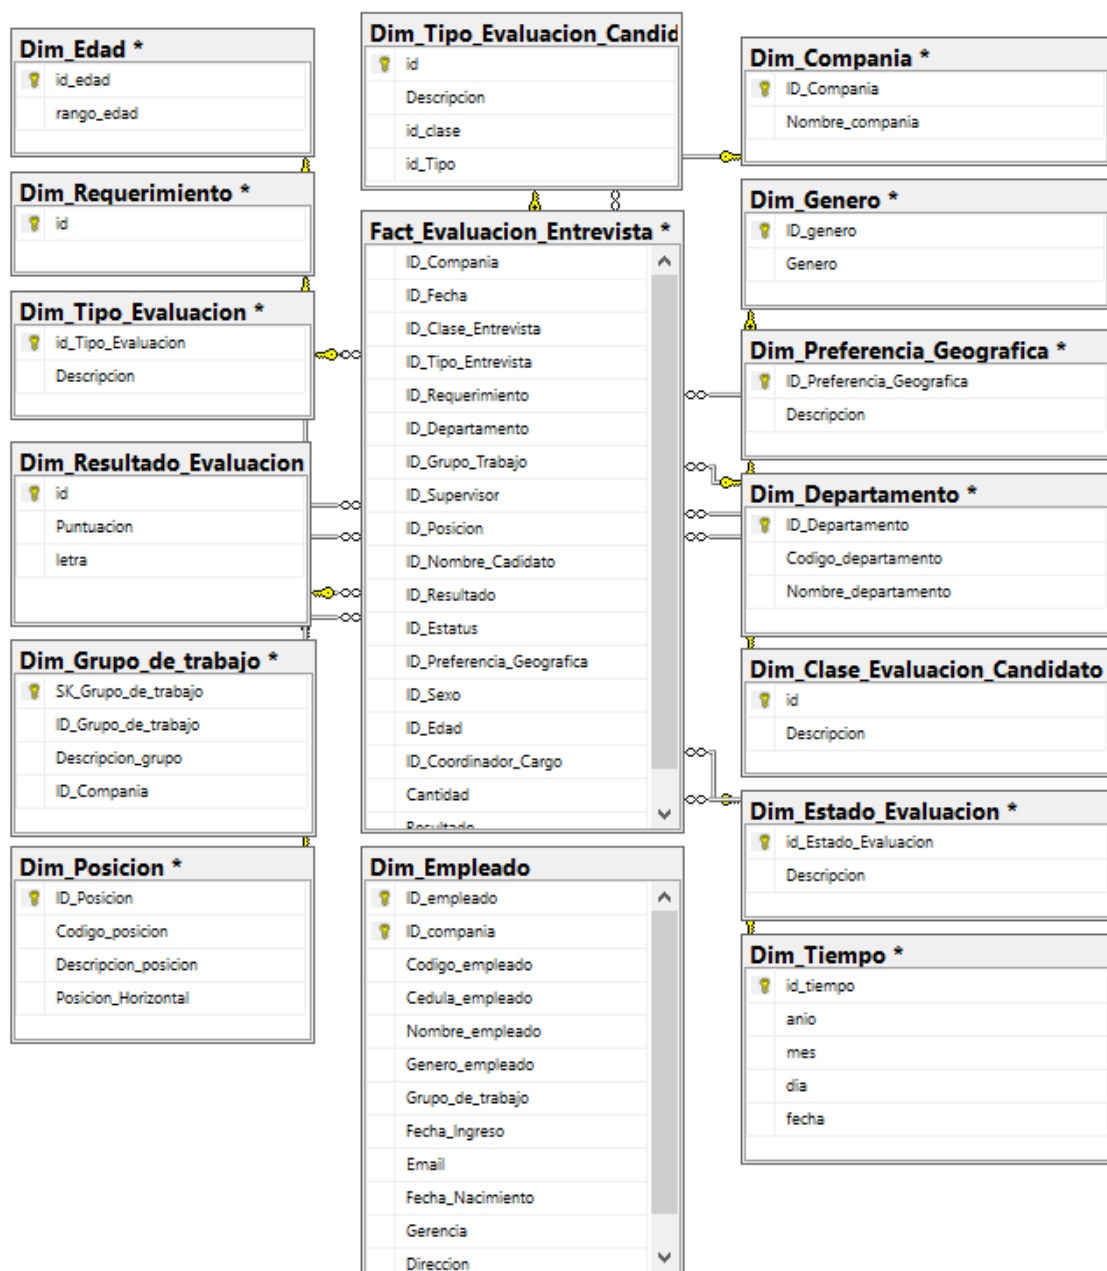 Dim_Edad *
id_edad
rango_edad
Dim_Requerimiento *
id
Dim_Tipo_Evaluacion *
id_Tipo_Evaluacion
Descripcion
Dim_Resultado_Evaluacion
id
Puntuacion
letra
Dim_Grupo_de_trabajo *
SK_Grupo_de_trabajo
ID_Grupo_de_trabajo
Descripcion_grupo
ID_Compania
Dim_Posicion *
ID_Posicion
Codigo_posicion
Descripcion_posicion
Posicion_Horizontal
Dim_Tipo_Evaluacion_Candid
id
Descripcion
id_clase
id_Tipo
Fact_Evaluacion_Entrevista *
ID_Compania
ID_Fecha
ID_Clase_Entrevista
ID_Tipo_Entrevista
ID_Requerimiento
ID_Departamento
ID_Grupo_Trabajo
ID_Supervisor
ID_Posicion
ID_Nombre_Cadidato
ID_Resultado
ID_Estatus
ID_Preferencia_Geografica
ID_Sexo
ID_Edad
ID_Coordinador_Cargo
Cantidad
Resultado
Dim_Empleado
ID_empleado
ID_compania
Codigo_empleado
Cedula_empleado
Nombre_empleado
Genero_empleado
Grupo_de_trabajo
Fecha_Ingreso
Email
Fecha_Nacimiento
Gerencia
Direccion
Dim_Compania *
ID_Compania
Nombre_compania
Dim_Genero *
ID_genero
Genero
Dim_Preferencia_Geografica *
ID_Preferencia_Geografica
Descripcion
Dim_Departamento *
ID_Departamento
Codigo_departamento
Nombre_departamento
Dim_Clase_Evaluacion_Candidato
id
Descripcion
Dim_Estado_Evaluacion *
id_Estado_Evaluacion
Descripcion
Dim_Tiempo *
id_tiempo
anio
mes
dia
fecha